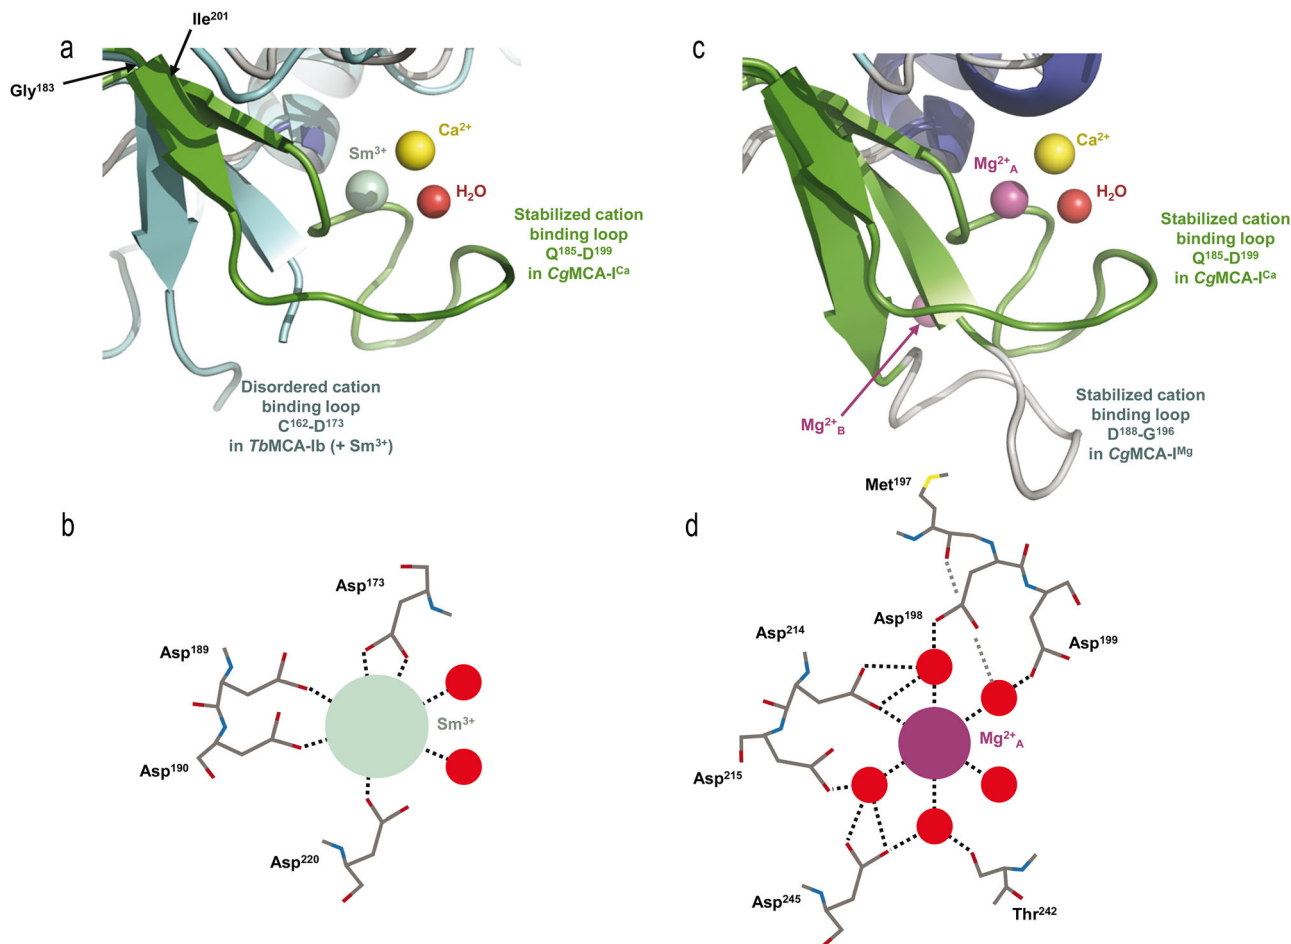 a
Ile²⁰¹
Gly¹⁸³
Ca²⁺
Sm³⁺
H₂O
Stabilized cation
binding loop
Q¹⁸⁵-D¹⁹⁹
in CgMCA-Iᶜᵃ
Disordered cation
binding loop
C¹⁶²-D¹⁷³
in TbMCA-Ib (+ Sm³⁺)
c
Ca²⁺
Mg²⁺A
H₂O
Stabilized cation
binding loop
Q¹⁸⁵-D¹⁹⁹
in CgMCA-Iᶜᵃ
Mg²⁺B
Stabilized cation
binding loop
D¹⁸⁸-G¹⁹⁶
in CgMCA-Iᴹᵍ
b
Asp¹⁷³
Asp¹⁸⁹
Sm³⁺
Asp¹⁹⁰
Asp²²⁰
d
Met¹⁹⁷
Asp¹⁹⁸
Asp²¹⁴
Asp¹⁹⁹
Mg²⁺A
Asp²¹⁵
Asp²⁴⁵
Thr²⁴²